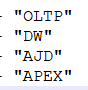 - "OLTP"
- "DW"
- "AJD"
- "APEX"